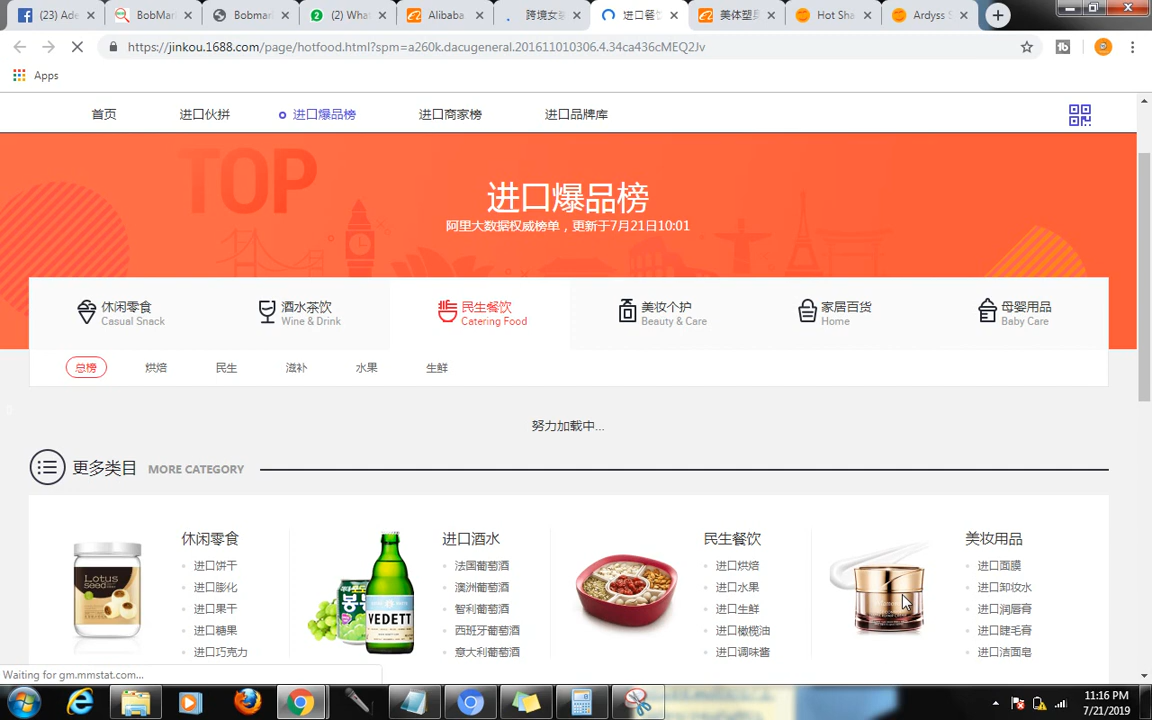 (23) Ade
BobMar
Bobmar
(2) What
Alibaba
跨境女装
进口餐饮
美体塑身
Hot Sha
Ardyss S
https://jinkou.1688.com/page/hotfood.html?spm=a260k.dacugeneral.201611010306.4.34ca436cMEQ2Jv
Apps
首页
进口伙拼
进口爆品榜
进口商家榜
进口品牌库
TOP
进口爆品榜
阿里大数据权威榜单，更新于7月21日10:01
休闲零食
Casual Snack
酒水茶饮
Wine & Drink
民生餐饮
Catering Food
美妆个护
Beauty & Care
家居百货
Home
母婴用品
Baby Care
总榜
烘焙
民生
滋补
水果
生鲜
努力加载中...
更多类目 MORE CATEGORY
休闲零食
进口饼干
进口膨化
进口果干
进口糖果
进口巧克力
进口酒水
法国葡萄酒
澳洲葡萄酒
智利葡萄酒
西班牙葡萄酒
意大利葡萄酒
民生餐饮
进口烘焙
进口水果
进口生鲜
进口橄榄油
进口调味酱
美妆用品
进口面膜
进口卸妆水
进口润唇膏
进口睫毛膏
进口洁面皂
Lotus
seed
봉봉
VEDETT
Waiting for gm.mmstat.com...
11:16 PM
7/21/2019